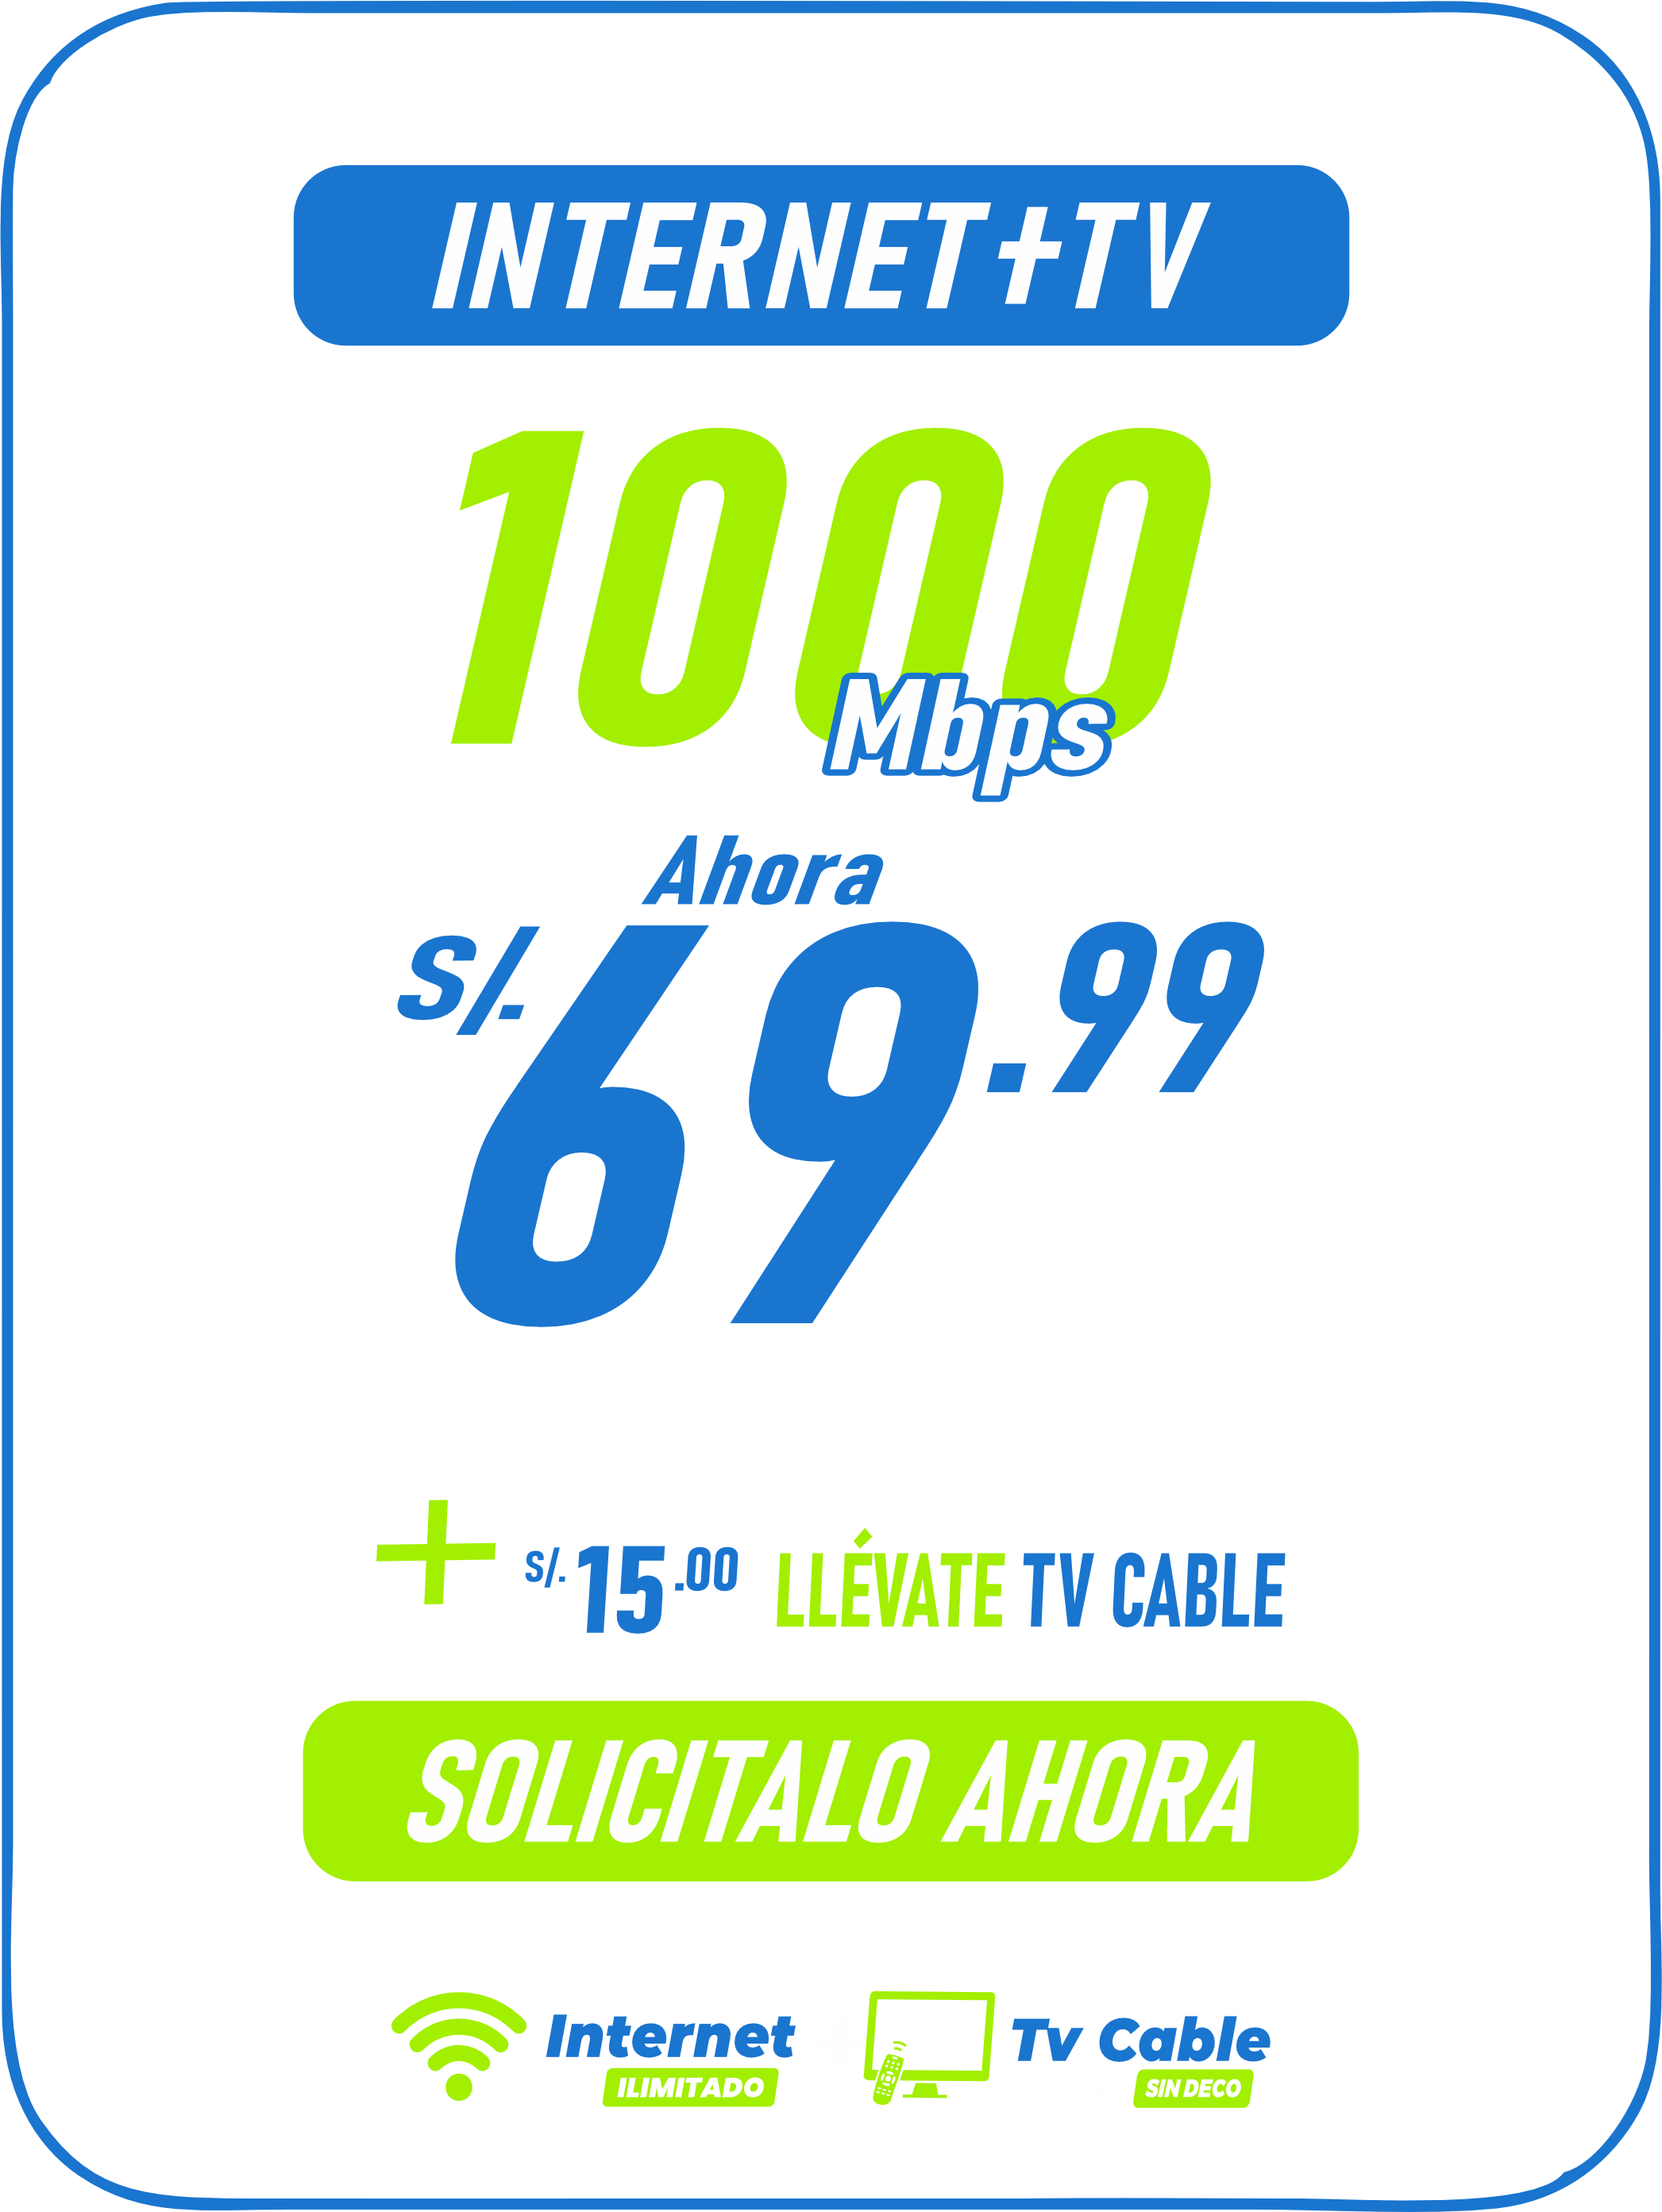 INTERNET+TV
1000
Mbps
Ahora
S/. 69.99
+ S/. 15.00 LLÉVATE TV CABLE
SOLICITALO AHORA
Internet
ILIMITADO
Tv Cable
SIN DECO